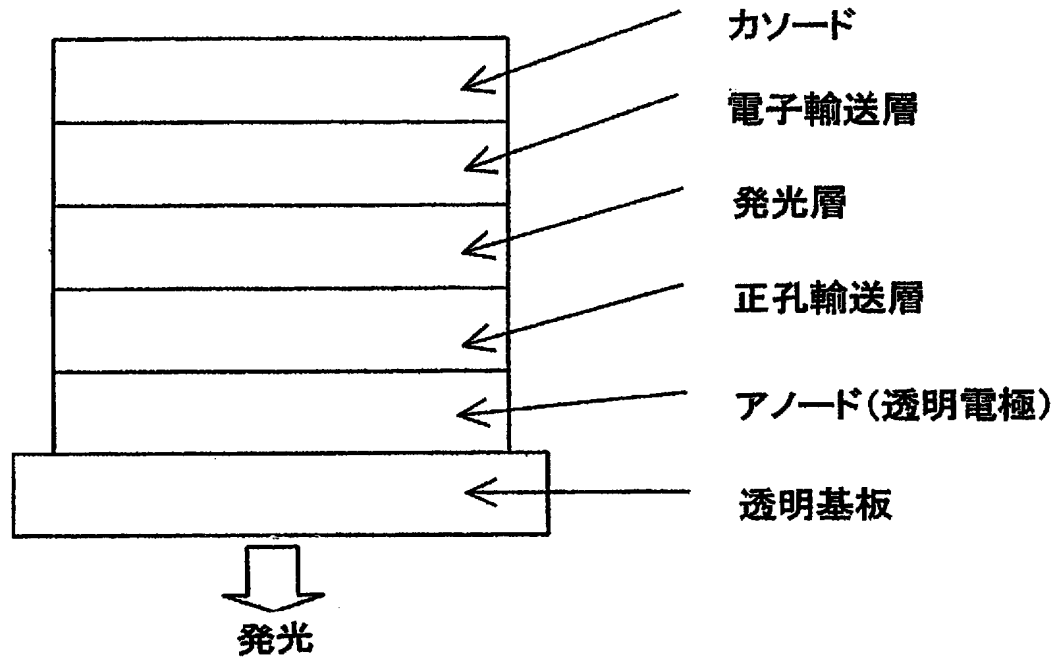 カソード
電子輸送層
発光層
正孔輸送層
アノード(透明電極)
透明基板
発光